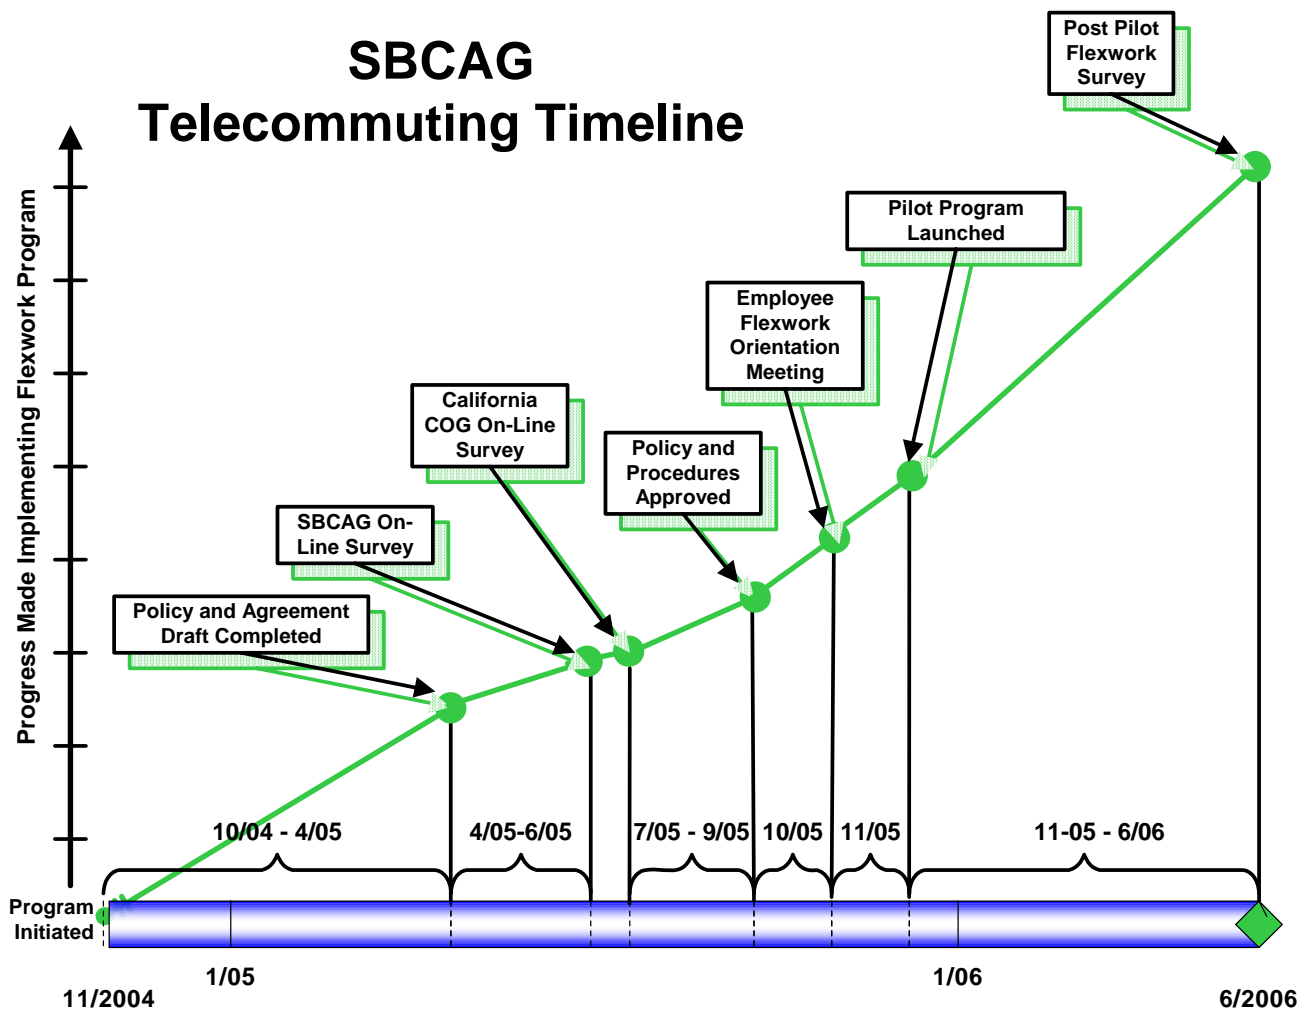 SBCAG
Telecommuting Timeline
Post Pilot
Flexwork
Survey
Pilot Program
Launched
Employee
Flexwork
Orientation
Meeting
California
COG On-Line
Survey
Policy and
Procedures
Approved
SBCAG On-
Line Survey
Policy and Agreement
Draft Completed
Progress Made Implementing Flexwork Program
10/04 - 4/05
4/05-6/05
7/05 - 9/05
10/05
11/05
11-05 - 6/06
Program
Initiated
1/05
1/06
11/2004
6/2006